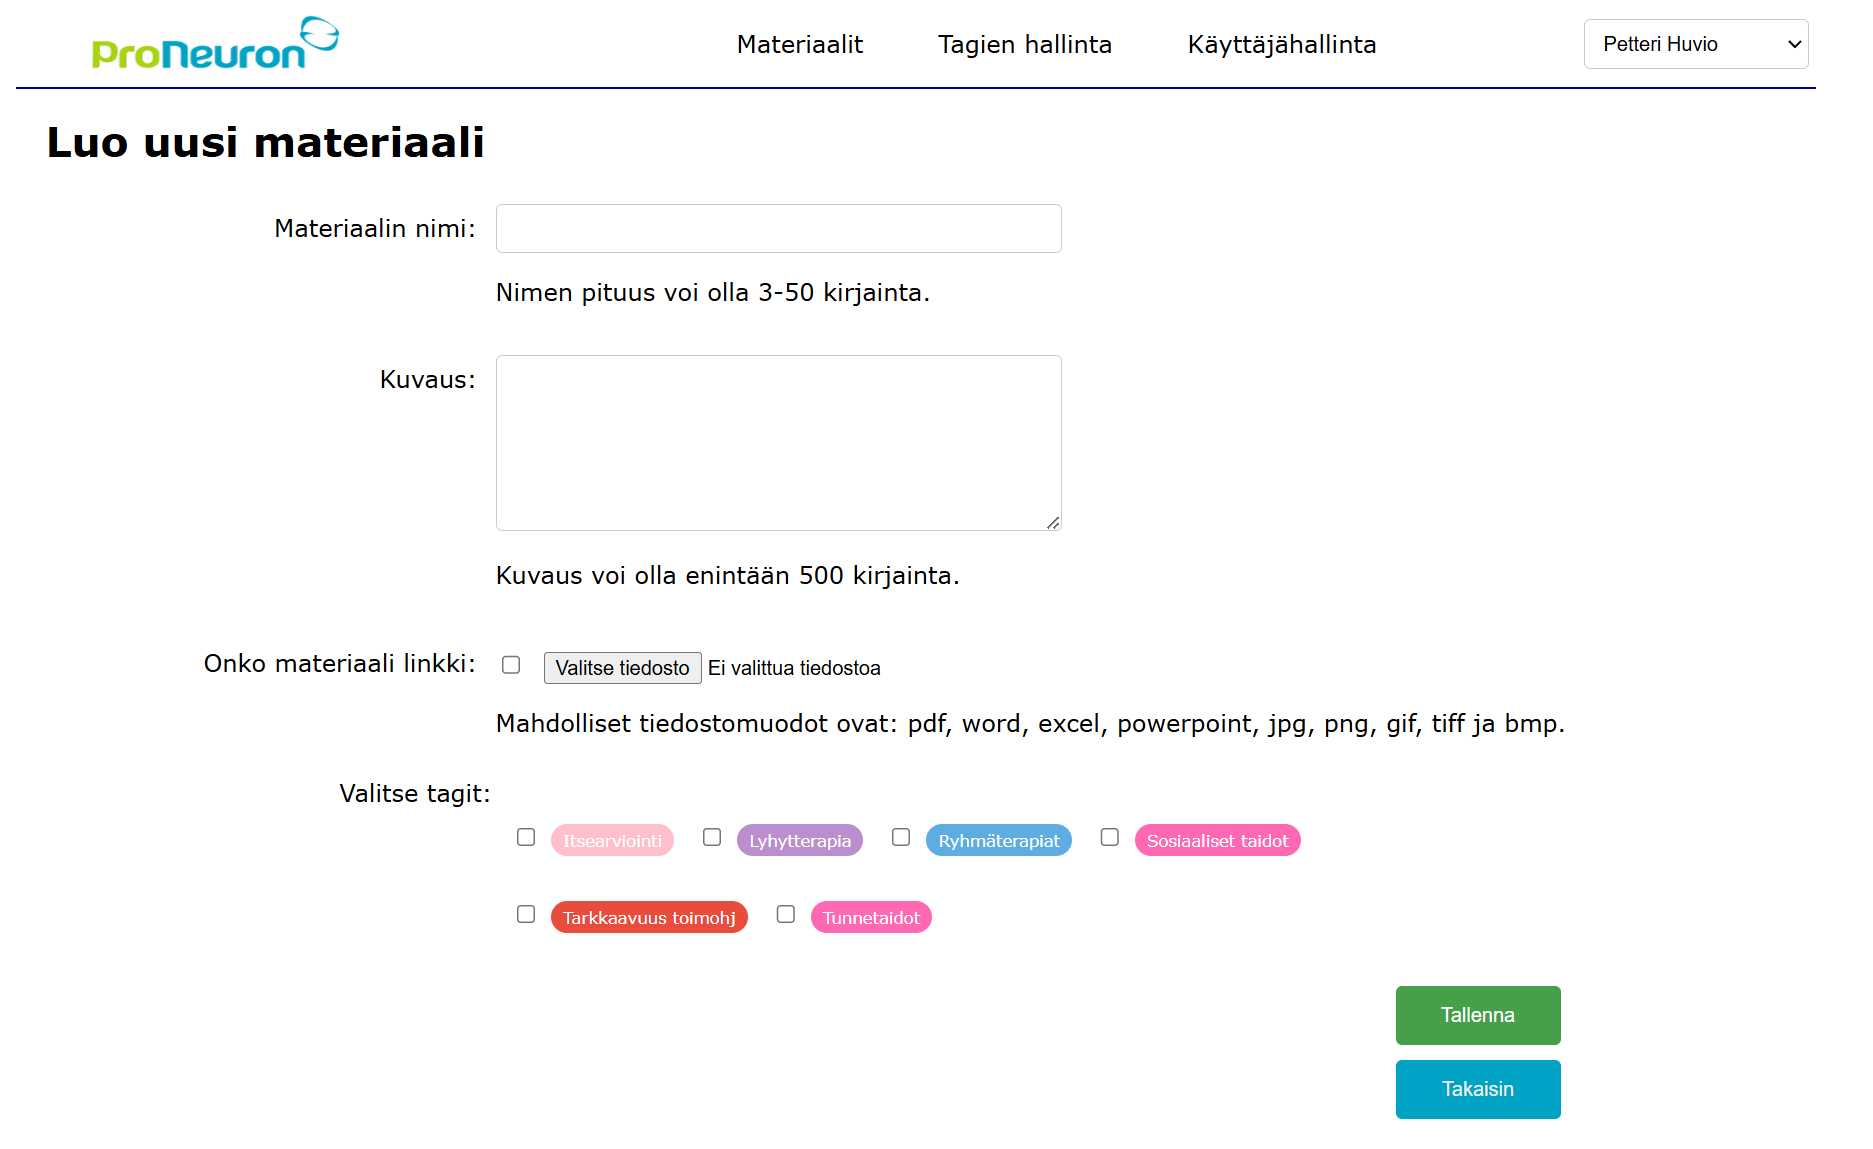 ProNeuron
Materiaalit Tagien hallinta Käyttäjähallinta Petteri Huvio
Luo uusi materiaali
Materiaalin nimi:
Nimen pituus voi olla 3-50 kirjainta.
Kuvaus:
Kuvaus voi olla enintään 500 kirjainta.
Onko materiaali linkki: Valitse tiedosto Ei valittua tiedostoa
Mahdolliset tiedostomuodot ovat: pdf, word, excel, powerpoint, jpg, png, gif, tiff ja bmp.
Valitse tagit:
Itsearviointi Lyhytterapia Ryhmäterapiat Sosiaaliset taidot
Tarkkaavuus toimohj Tunnetaidot
Tallenna
Takaisin